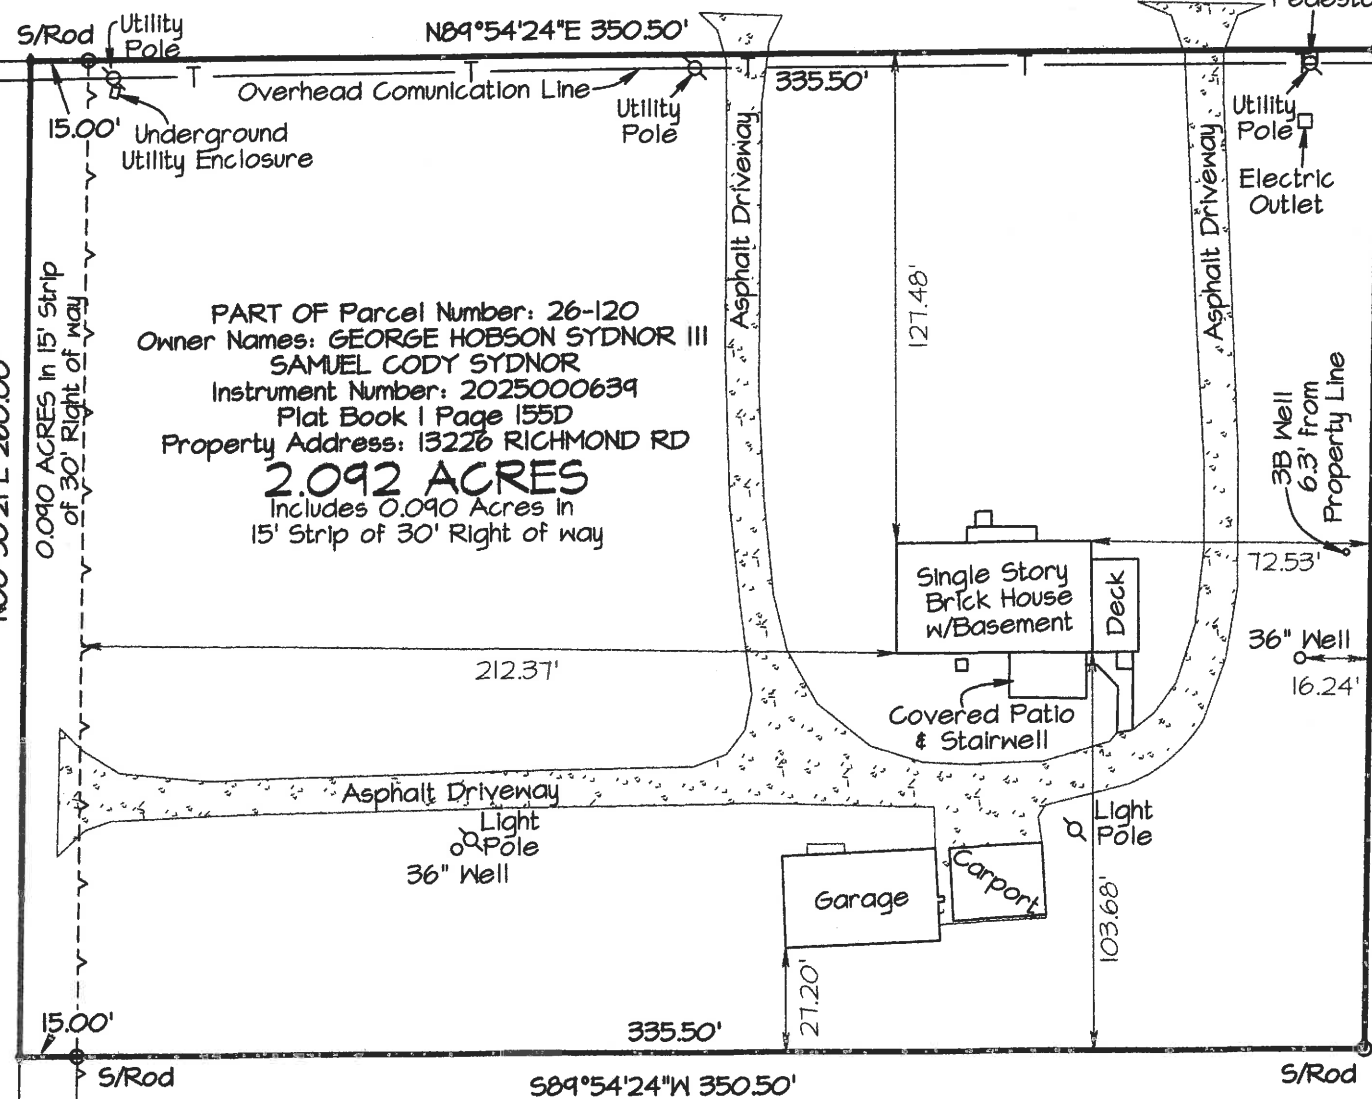 S/Rod
Utility
Pole
N89°54'24"E 350.50'
Overhead Comunication Line
335.50'
15.00'
Underground
Utility Enclosure
Utility
Pole
Utility
Pole
Electric
Outlet
Asphalt Driveway
Asphalt Driveway
127.48'
0.090 ACRES in 15' Strip
of 30' Right of way
PART OF Parcel Number: 26-120
Owner Names: GEORGE HOBSON SYDNOR III
SAMUEL CODY SYDNOR
Instrument Number: 2025000639
Plat Book 1 Page 155D
Property Address: 13226 RICHMOND RD
2.092 ACRES
Includes 0.090 Acres in
15' Strip of 30' Right of way
3B Well
6.3' from
Property Line
72.53'
Single Story
Brick House
w/Basement
Deck
36" Well
16.24'
212.37'
Covered Patio
& Stairwell
Asphalt Driveway
Light
Pole
36" Well
Light
Pole
Garage
Carport
103.68'
27.20'
15.00'
335.50'
S/Rod
S89°54'24"W 350.50'
S/Rod